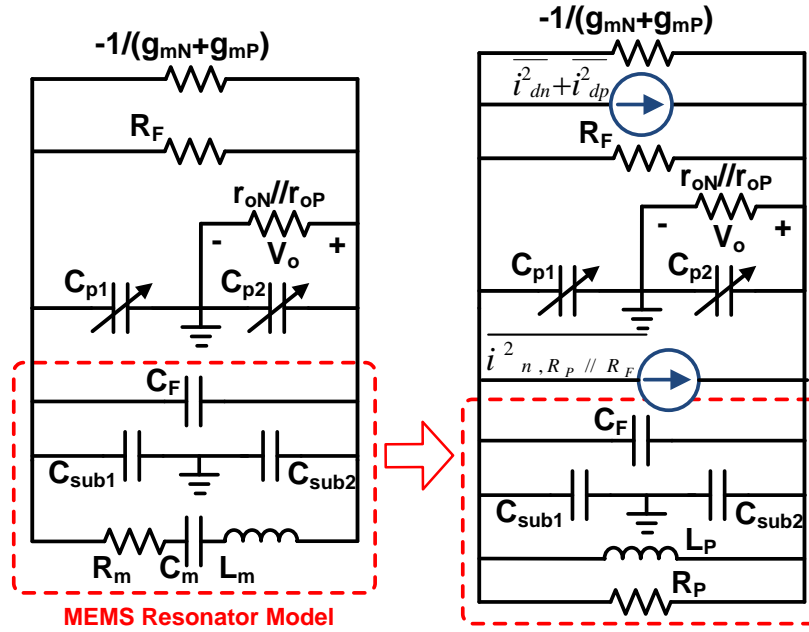 -1/(gmN+gmP)
RF
roN//roP
- +
Vo
Cp1
Cp2
CF
Csub1
Csub2
Rm
Cm
Lm
MEMS Resonator Model
-1/(gmN+gmP)
i²dn+i²dp
RF
roN//roP
- +
Vo
Cp1
Cp2
i²n,RP//RF
CF
Csub1
Csub2
LP
RP